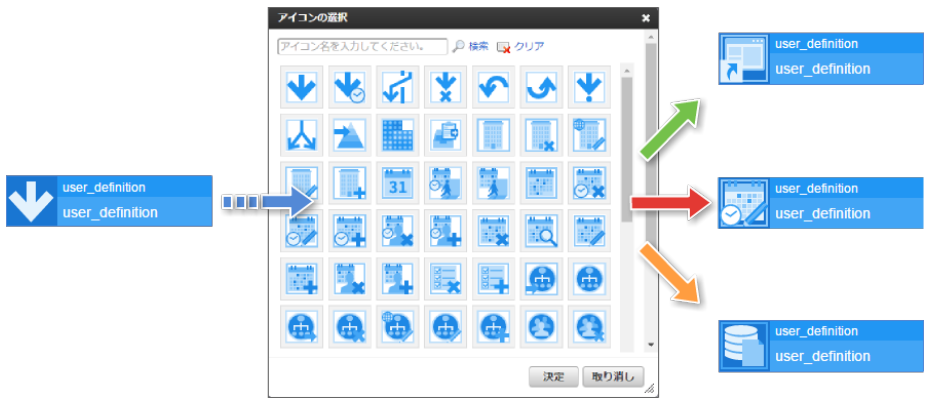 アイコンの選択
アイコン名を入力してください。
検索
クリア
31
user_definition
user_definition
user_definition
user_definition
user_definition
user_definition
user_definition
user_definition
決定
取り消し